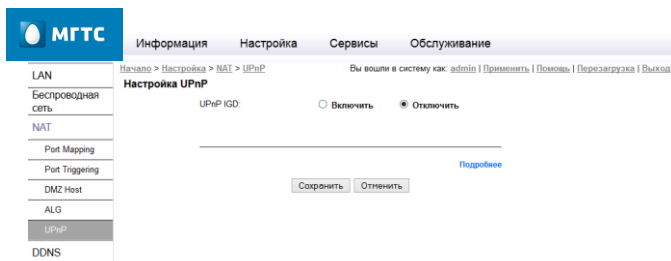 МГТС
Информация Настройка Сервисы Обслуживание
Начало > Настройка > NAT > UPnP Вы вошли в систему как: admin | Применить | Помощь | Перезагрузка | Выход
LAN
Беспроводная сеть
NAT
Port Mapping
Port Triggering
DMZ Host
ALG
UPnP
DDNS
Настройка UPnP
UPnP IGD: Включить Отключить
Подробнее
Сохранить Отменить